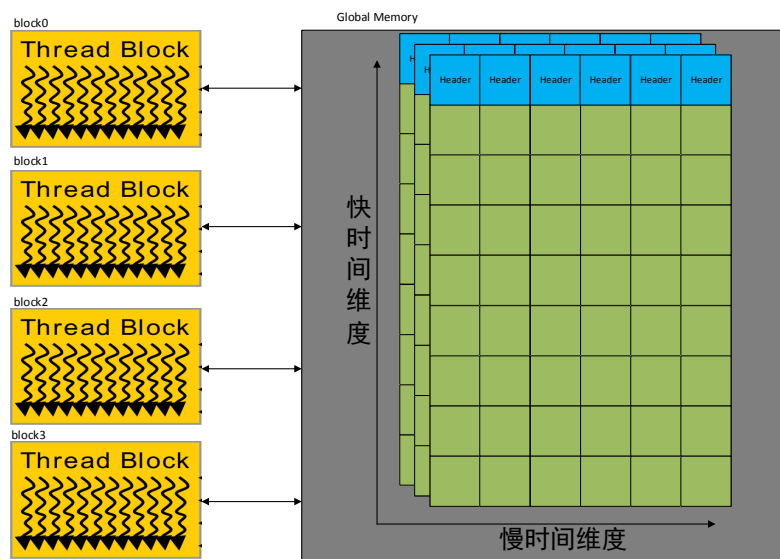 block0
Thread Block
block1
Thread Block
block2
Thread Block
block3
Thread Block
Global Memory
Header Header Header Header Header Header
快时间维度
慢时间维度